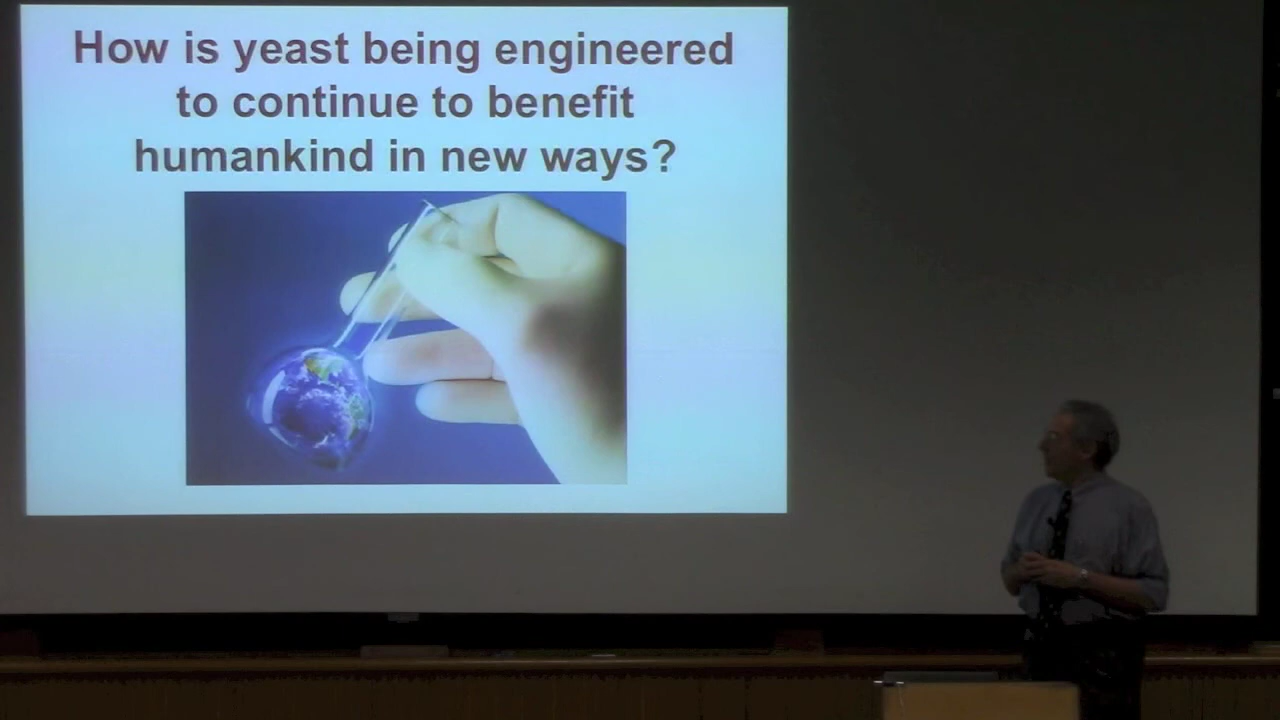 How is yeast being engineered
to continue to benefit
humankind in new ways?